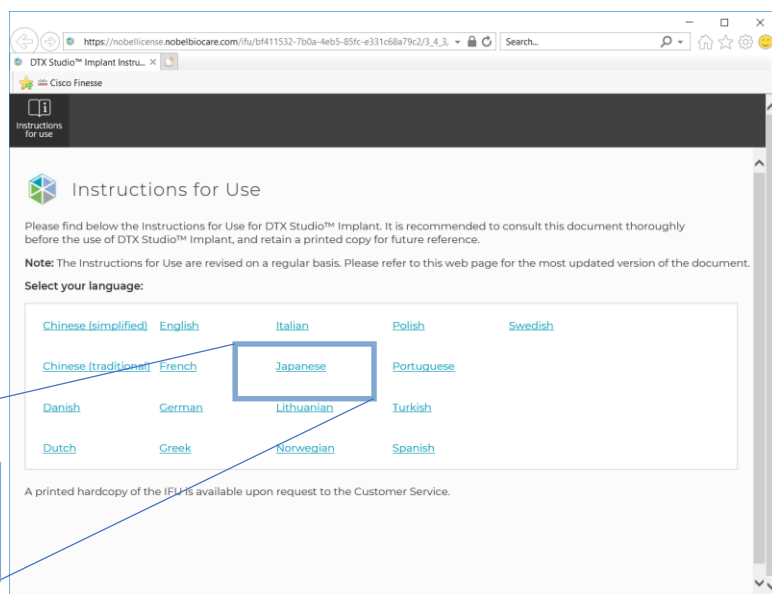 https://nobellicense.nobelbiocare.com/ifu/bf411532-7b0a-4eb5-85fc-e331c68a79c2/3_4_3, Search...
DTX Studio™ Implant Instru...
Cisco Finesse
Instructions
for use
Instructions for Use
Please find below the Instructions for Use for DTX Studio™ Implant. It is recommended to consult this document thoroughly
before the use of DTX Studio™ Implant, and retain a printed copy for future reference.
Note: The Instructions for Use are revised on a regular basis. Please refer to this web page for the most updated version of the document.
Select your language:
Chinese (simplified) English Italian Polish Swedish
Chinese (traditional) French Japanese Portuguese
Danish German Lithuanian Turkish
Dutch Greek Norwegian Spanish
A printed hardcopy of the IFU is available upon request to the Customer Service.